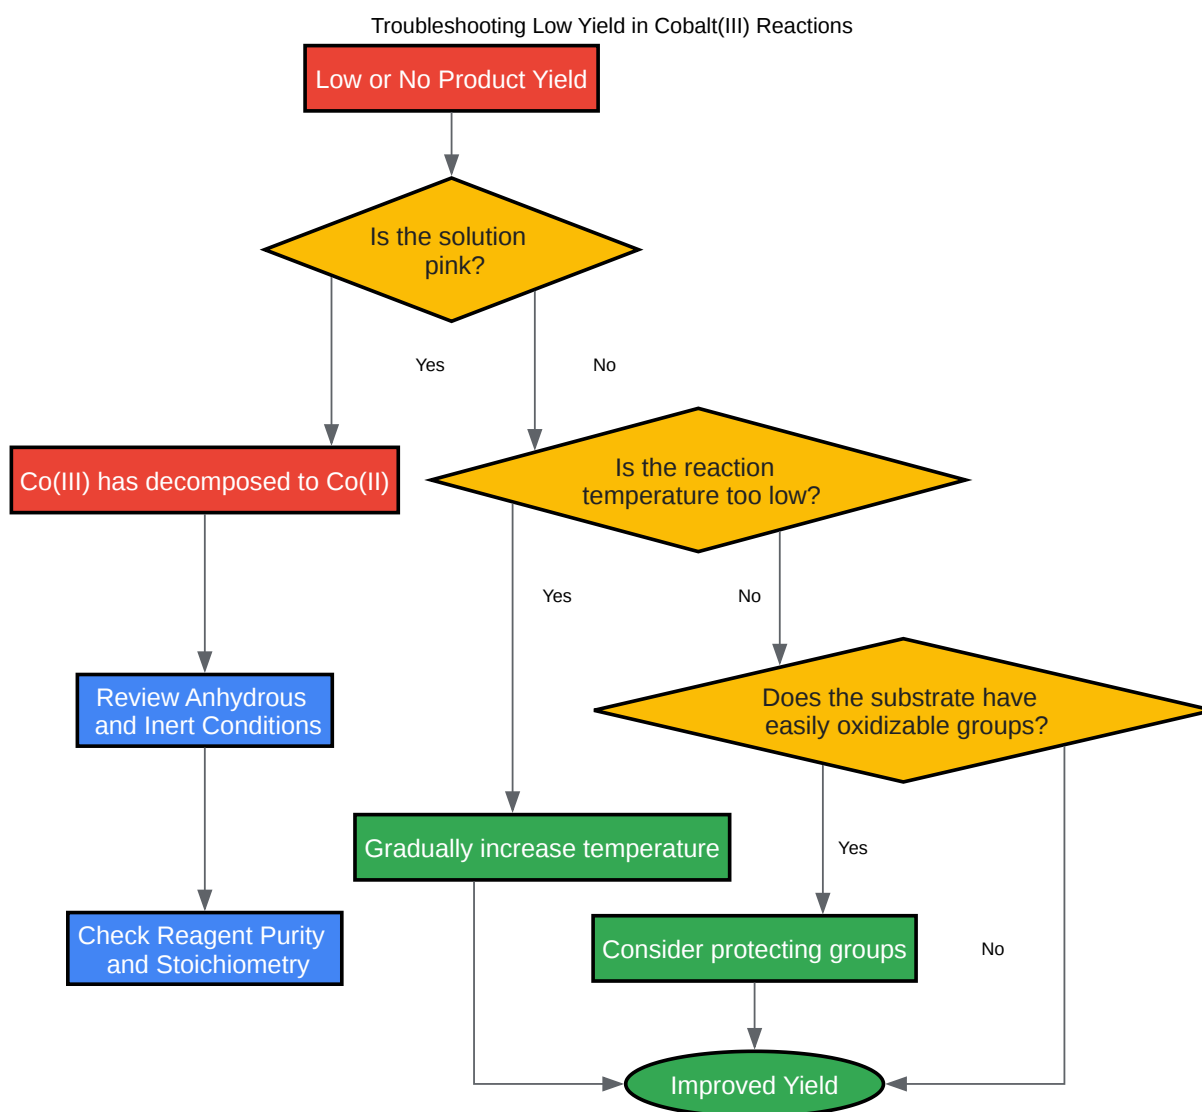 Troubleshooting Low Yield in Cobalt(III) Reactions
Low or No Product Yield
Is the solution
pink?
Yes
No
Co(III) has decomposed to Co(II)
Is the reaction
temperature too low?
Yes
No
Review Anhydrous
and Inert Conditions
Does the substrate have
easily oxidizable groups?
Gradually increase temperature
Yes
Check Reagent Purity
and Stoichiometry
Consider protecting groups
No
Improved Yield